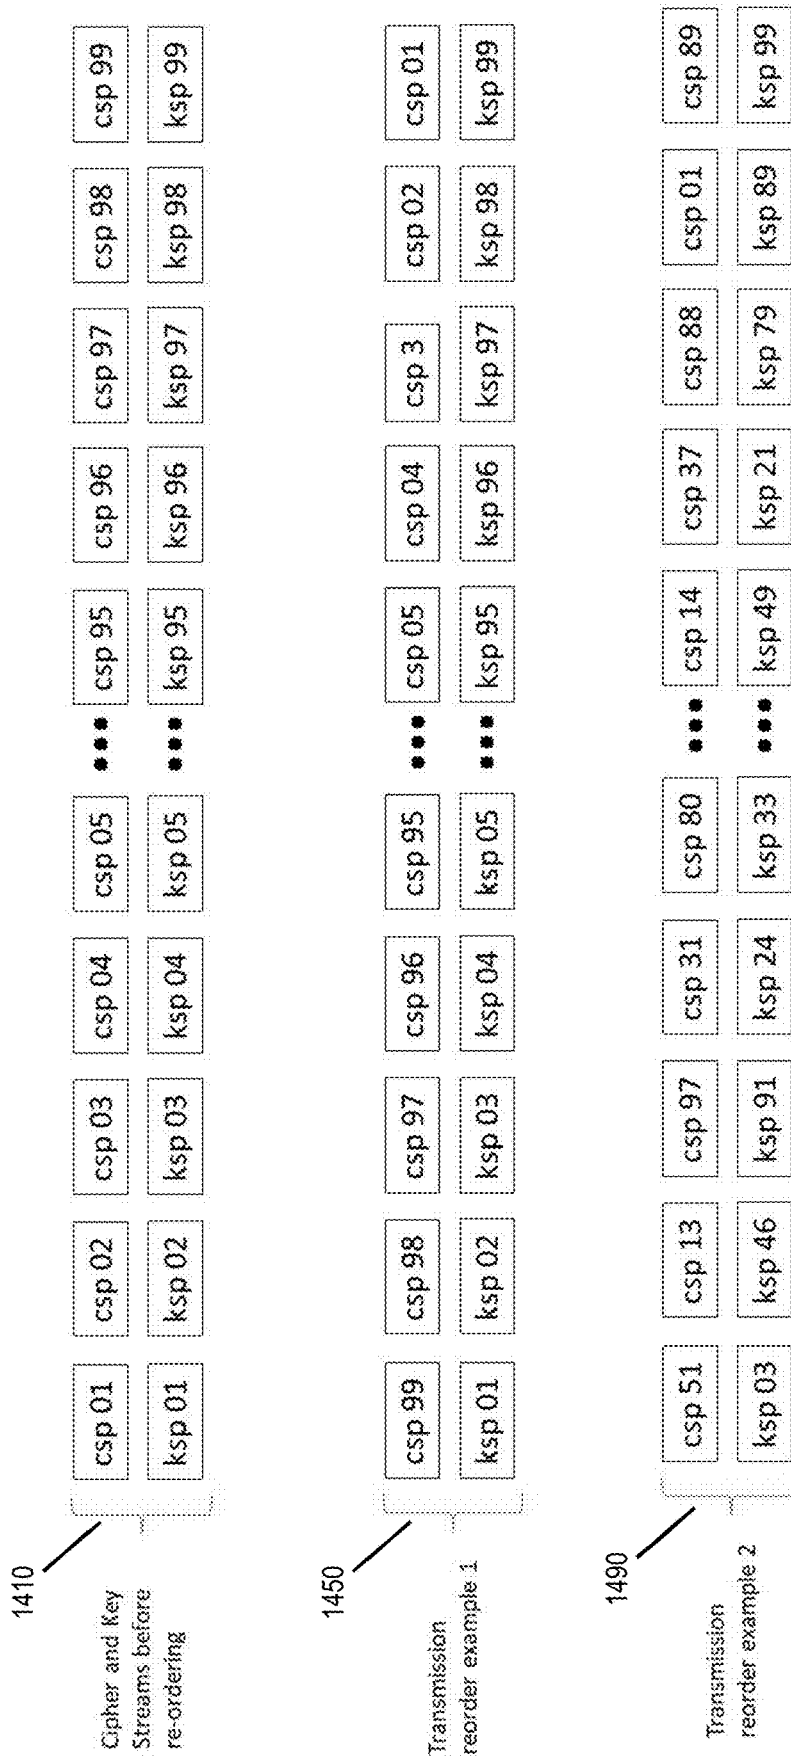 1410
Cipher and Key
Streams before
re-ordering
csp 01 csp 02 csp 03 csp 04 csp 05 ••• csp 95 csp 96 csp 97 csp 98 csp 99
ksp 01 ksp 02 ksp 03 ksp 04 ksp 05 ••• ksp 95 ksp 96 ksp 97 ksp 98 ksp 99
1450
Transmission
reorder example 1
csp 99 csp 98 csp 97 csp 96 csp 95 ••• csp 05 csp 04 csp 3 csp 02 csp 01
ksp 01 ksp 02 ksp 03 ksp 04 ksp 05 ••• ksp 95 ksp 96 ksp 97 ksp 98 ksp 99
1490
Transmission
reorder example 2
csp 51 csp 13 csp 97 csp 31 csp 80 ••• csp 14 csp 37 csp 88 csp 01 csp 89
ksp 03 ksp 46 ksp 91 ksp 24 ksp 33 ••• ksp 49 ksp 21 ksp 79 ksp 89 ksp 99